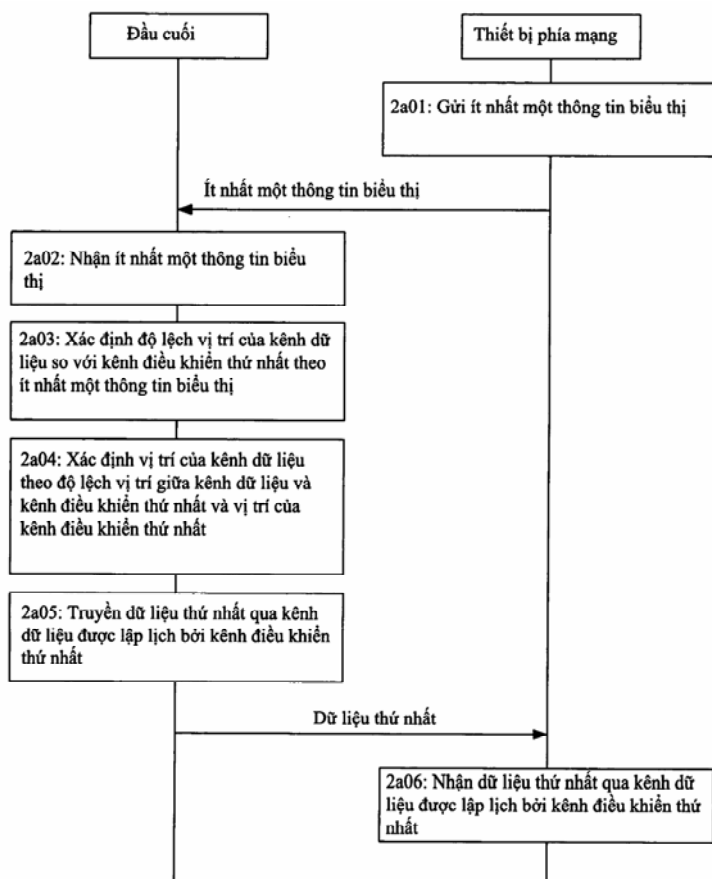 Đầu cuối
Thiết bị phía mạng
2a01: Gửi ít nhất một thông tin biểu thị
Ít nhất một thông tin biểu thị
2a02: Nhận ít nhất một thông tin biểu
thị
2a03: Xác định độ lệch vị trí của kênh dữ
liệu so với kênh điều khiển thứ nhất theo
ít nhất một thông tin biểu thị
2a04: Xác định vị trí của kênh dữ liệu
theo độ lệch vị trí giữa kênh dữ liệu và
kênh điều khiển thứ nhất và vị trí của
kênh điều khiển thứ nhất
2a05: Truyền dữ liệu thứ nhất qua kênh
dữ liệu được lập lịch bởi kênh điều khiển
thứ nhất
Dữ liệu thứ nhất
2a06: Nhận dữ liệu thứ nhất qua kênh dữ
liệu được lập lịch bởi kênh điều khiển thứ
nhất